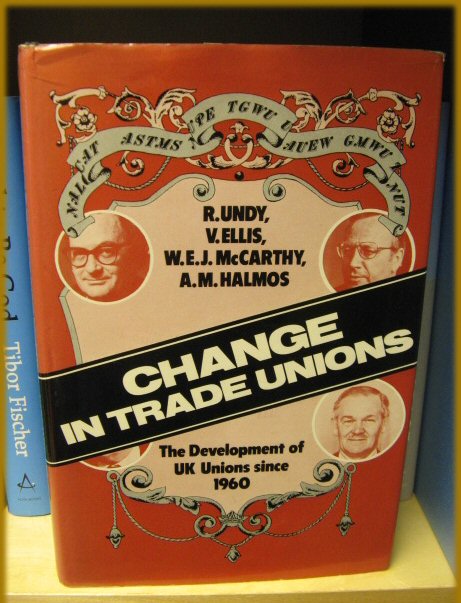 NALGO CAT ASTMS NUPE TGWU AUEW GMWU NUT
R. UNDY,
V. ELLIS,
W.E.J. McCARTHY,
A.M. HALMOS
CHANGE
IN TRADE UNIONS
The Development of
UK Unions since
1960
Tibor Fischer